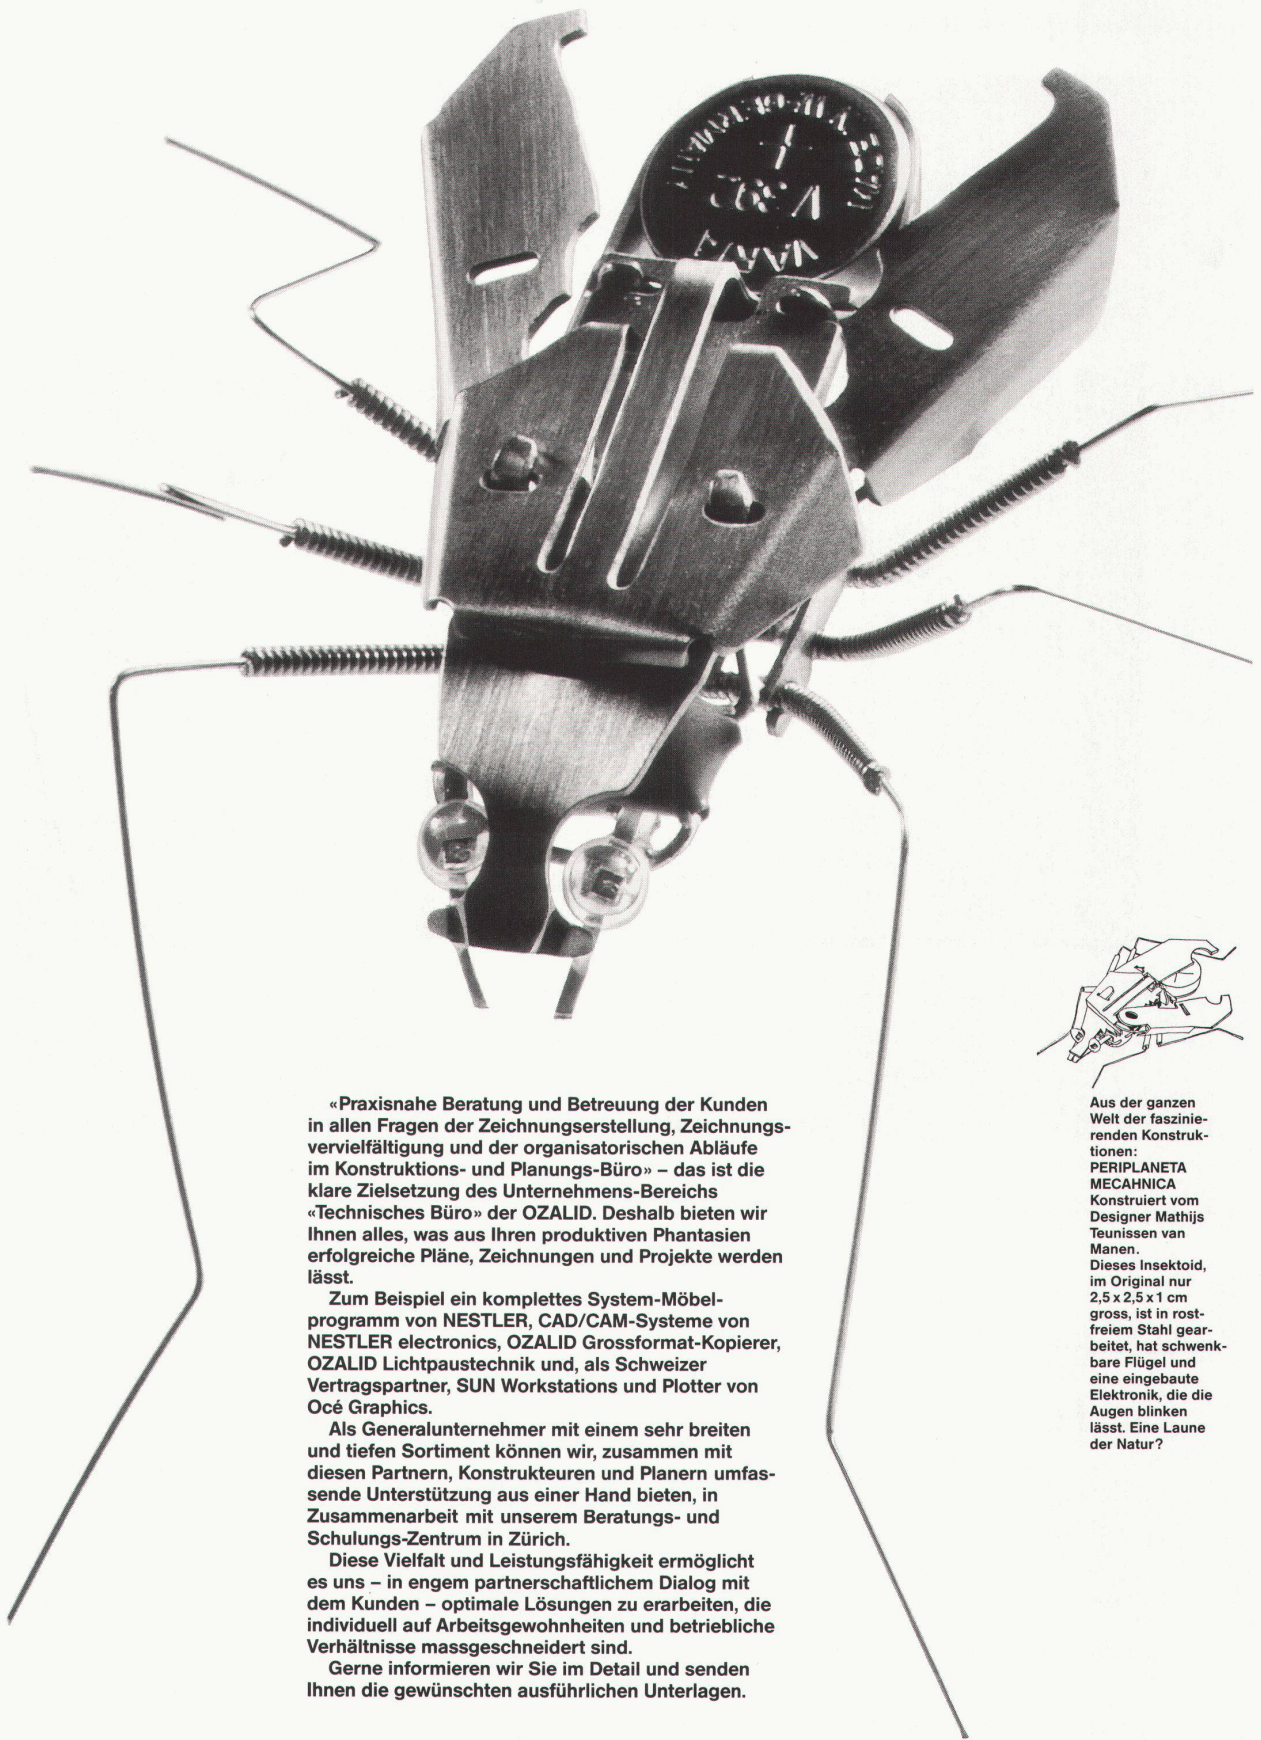 VARTA
V 392
«Praxisnahe Beratung und Betreuung der Kunden
in allen Fragen der Zeichnungserstellung, Zeichnungs-
vervielfältigung und der organisatorischen Abläufe
im Konstruktions- und Planungs-Büro» – das ist die
klare Zielsetzung des Unternehmens-Bereichs
«Technisches Büro» der OZALID. Deshalb bieten wir
Ihnen alles, was aus Ihren produktiven Phantasien
erfolgreiche Pläne, Zeichnungen und Projekte werden
lässt.
Zum Beispiel ein komplettes System-Möbel-
programm von NESTLER, CAD/CAM-Systeme von
NESTLER electronics, OZALID Grossformat-Kopierer,
OZALID Lichtpaustechnik und, als Schweizer
Vertragspartner, SUN Workstations und Plotter von
Océ Graphics.
Als Generalunternehmer mit einem sehr breiten
und tiefen Sortiment können wir, zusammen mit
diesen Partnern, Konstrukteuren und Planern umfas-
sende Unterstützung aus einer Hand bieten, in
Zusammenarbeit mit unserem Beratungs- und
Schulungs-Zentrum in Zürich.
Diese Vielfalt und Leistungsfähigkeit ermöglicht
es uns – in engem partnerschaftlichem Dialog mit
dem Kunden – optimale Lösungen zu erarbeiten, die
individuell auf Arbeitsgewohnheiten und betriebliche
Verhältnisse massgeschneidert sind.
Gerne informieren wir Sie im Detail und senden
Ihnen die gewünschten ausführlichen Unterlagen.
Aus der ganzen
Welt der faszinie-
renden Konstruk-
tionen:
PERIPLANETA
MECAHNICA
Konstruiert vom
Designer Mathijs
Teunissen van
Manen.
Dieses Insektoid,
im Original nur
2,5 x 2,5 x 1 cm
gross, ist in rost-
freiem Stahl gear-
beitet, hat schwenk-
bare Flügel und
eine eingebaute
Elektronik, die die
Augen blinken
lässt. Eine Laune
der Natur?